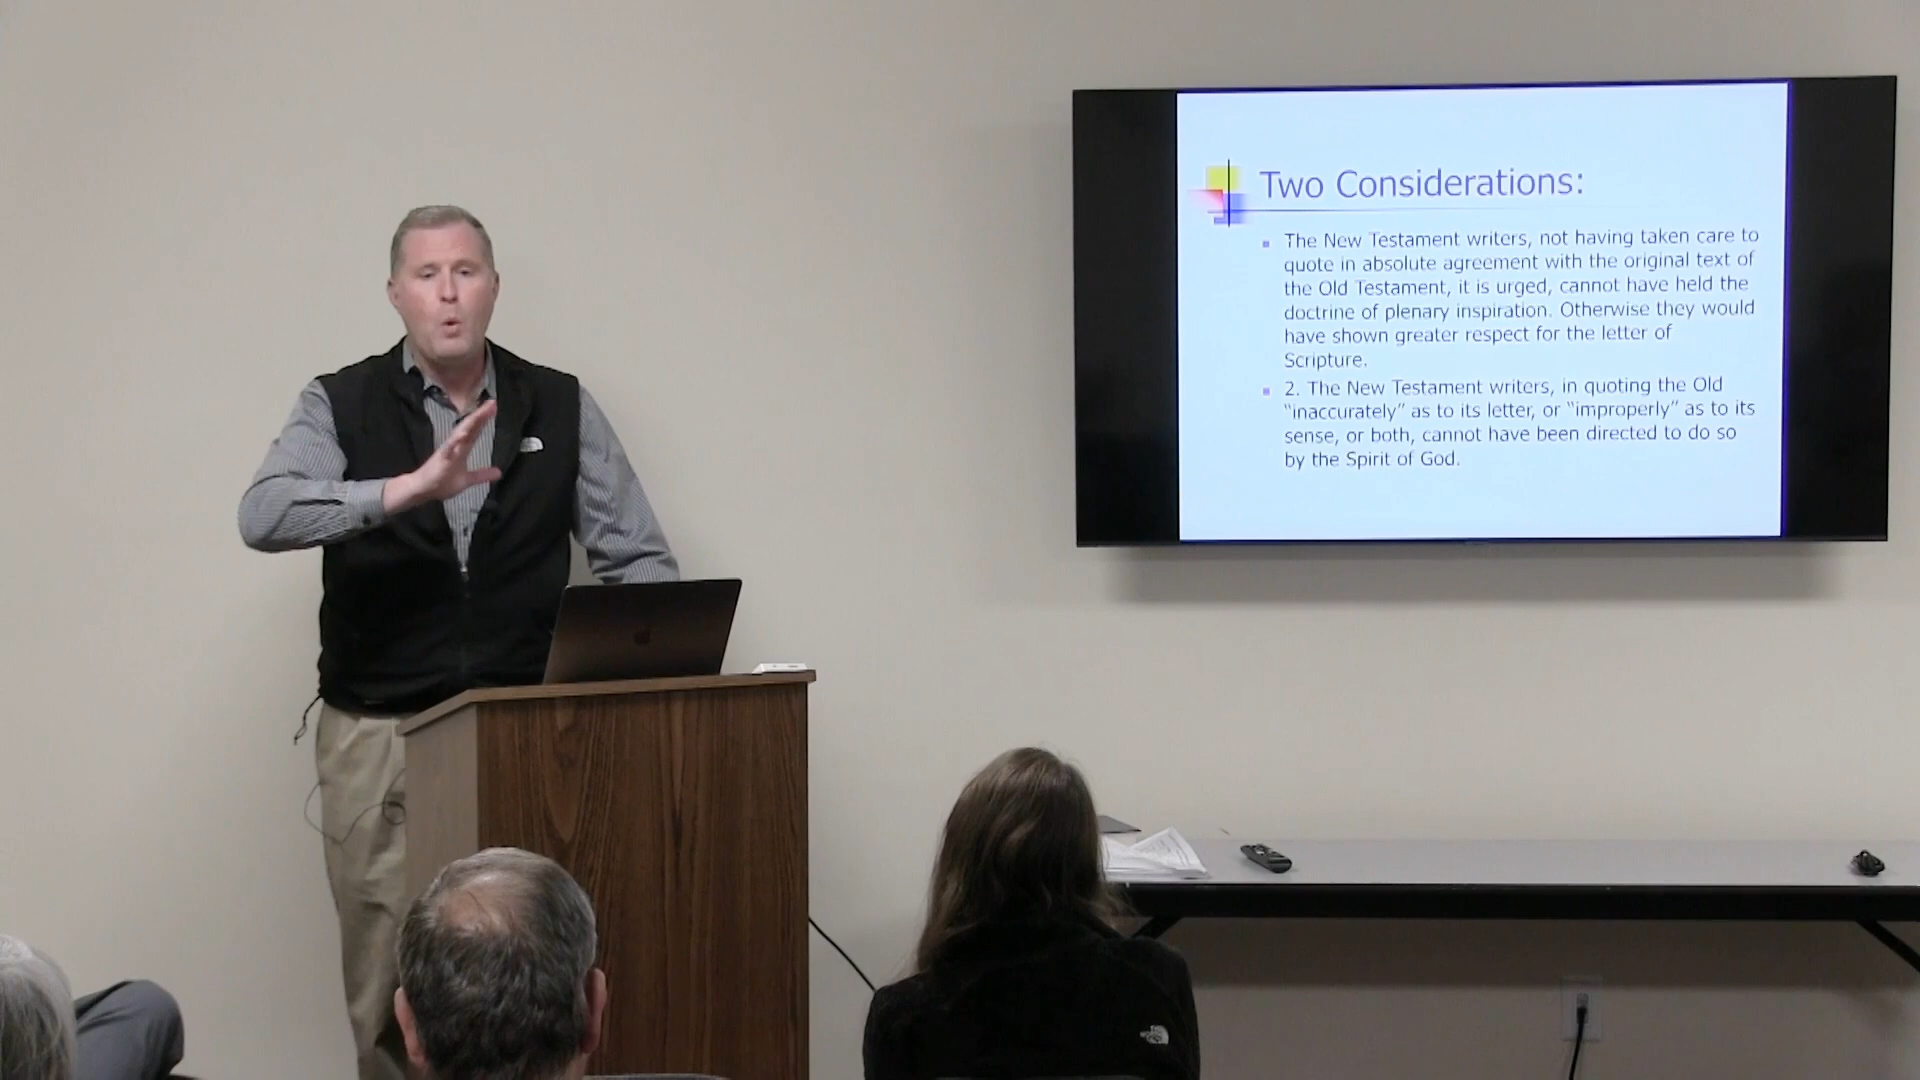 Two Considerations:
The New Testament writers, not having taken care to
quote in absolute agreement with the original text of
the Old Testament, it is urged, cannot have held the
doctrine of plenary inspiration. Otherwise they would
have shown greater respect for the letter of
Scripture.
2. The New Testament writers, in quoting the Old
“inaccurately” as to its letter, or “improperly” as to its
sense, or both, cannot have been directed to do so
by the Spirit of God.